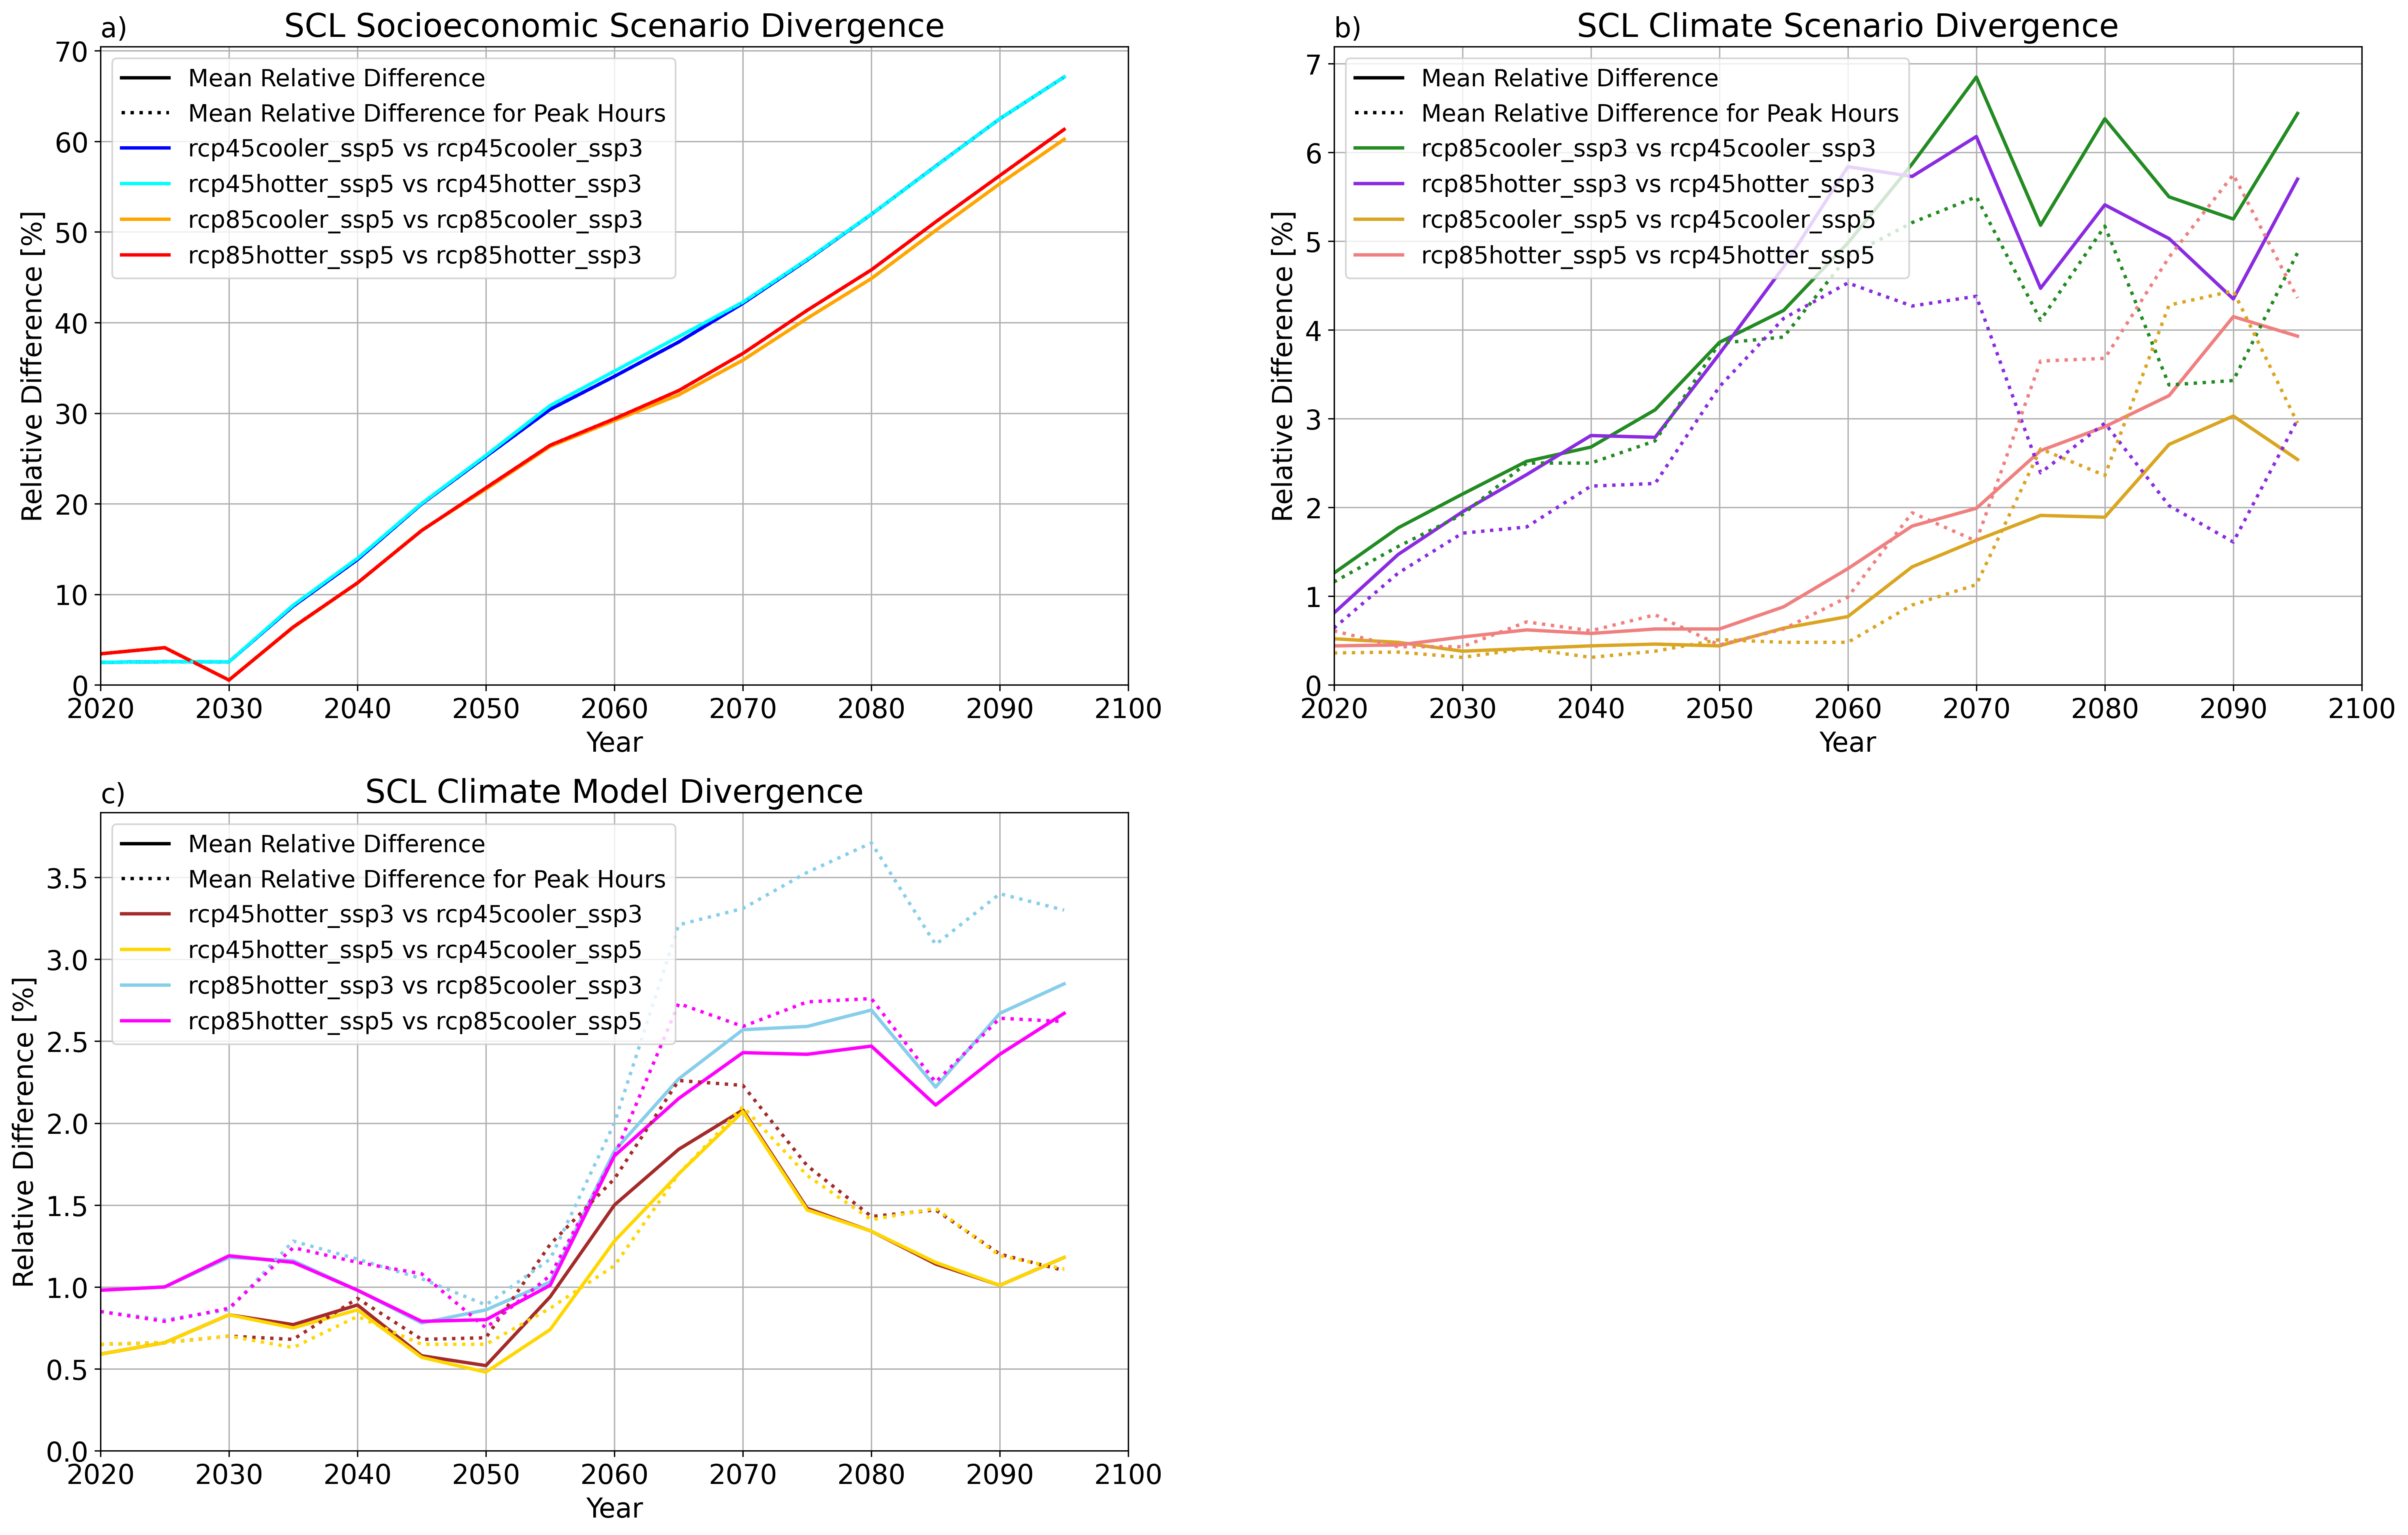 a)
SCL Socioeconomic Scenario Divergence
Mean Relative Difference
Mean Relative Difference for Peak Hours
rcp45cooler_ssp5 vs rcp45cooler_ssp3
rcp45hotter_ssp5 vs rcp45hotter_ssp3
rcp85cooler_ssp5 vs rcp85cooler_ssp3
rcp85hotter_ssp5 vs rcp85hotter_ssp3
Relative Difference [%]
70
60
50
40
30
20
10
0
2020 2030 2040 2050 2060 2070 2080 2090 2100
Year
b)
SCL Climate Scenario Divergence
Mean Relative Difference
Mean Relative Difference for Peak Hours
rcp85cooler_ssp3 vs rcp45cooler_ssp3
rcp85hotter_ssp3 vs rcp45hotter_ssp3
rcp85cooler_ssp5 vs rcp45cooler_ssp5
rcp85hotter_ssp5 vs rcp45hotter_ssp5
Relative Difference [%]
7
6
5
4
3
2
1
0
2020 2030 2040 2050 2060 2070 2080 2090 2100
Year
c)
SCL Climate Model Divergence
Mean Relative Difference
Mean Relative Difference for Peak Hours
rcp45hotter_ssp3 vs rcp45cooler_ssp3
rcp45hotter_ssp5 vs rcp45cooler_ssp5
rcp85hotter_ssp3 vs rcp85cooler_ssp3
rcp85hotter_ssp5 vs rcp85cooler_ssp5
Relative Difference [%]
3.5
3.0
2.5
2.0
1.5
1.0
0.5
0.0
2020 2030 2040 2050 2060 2070 2080 2090 2100
Year